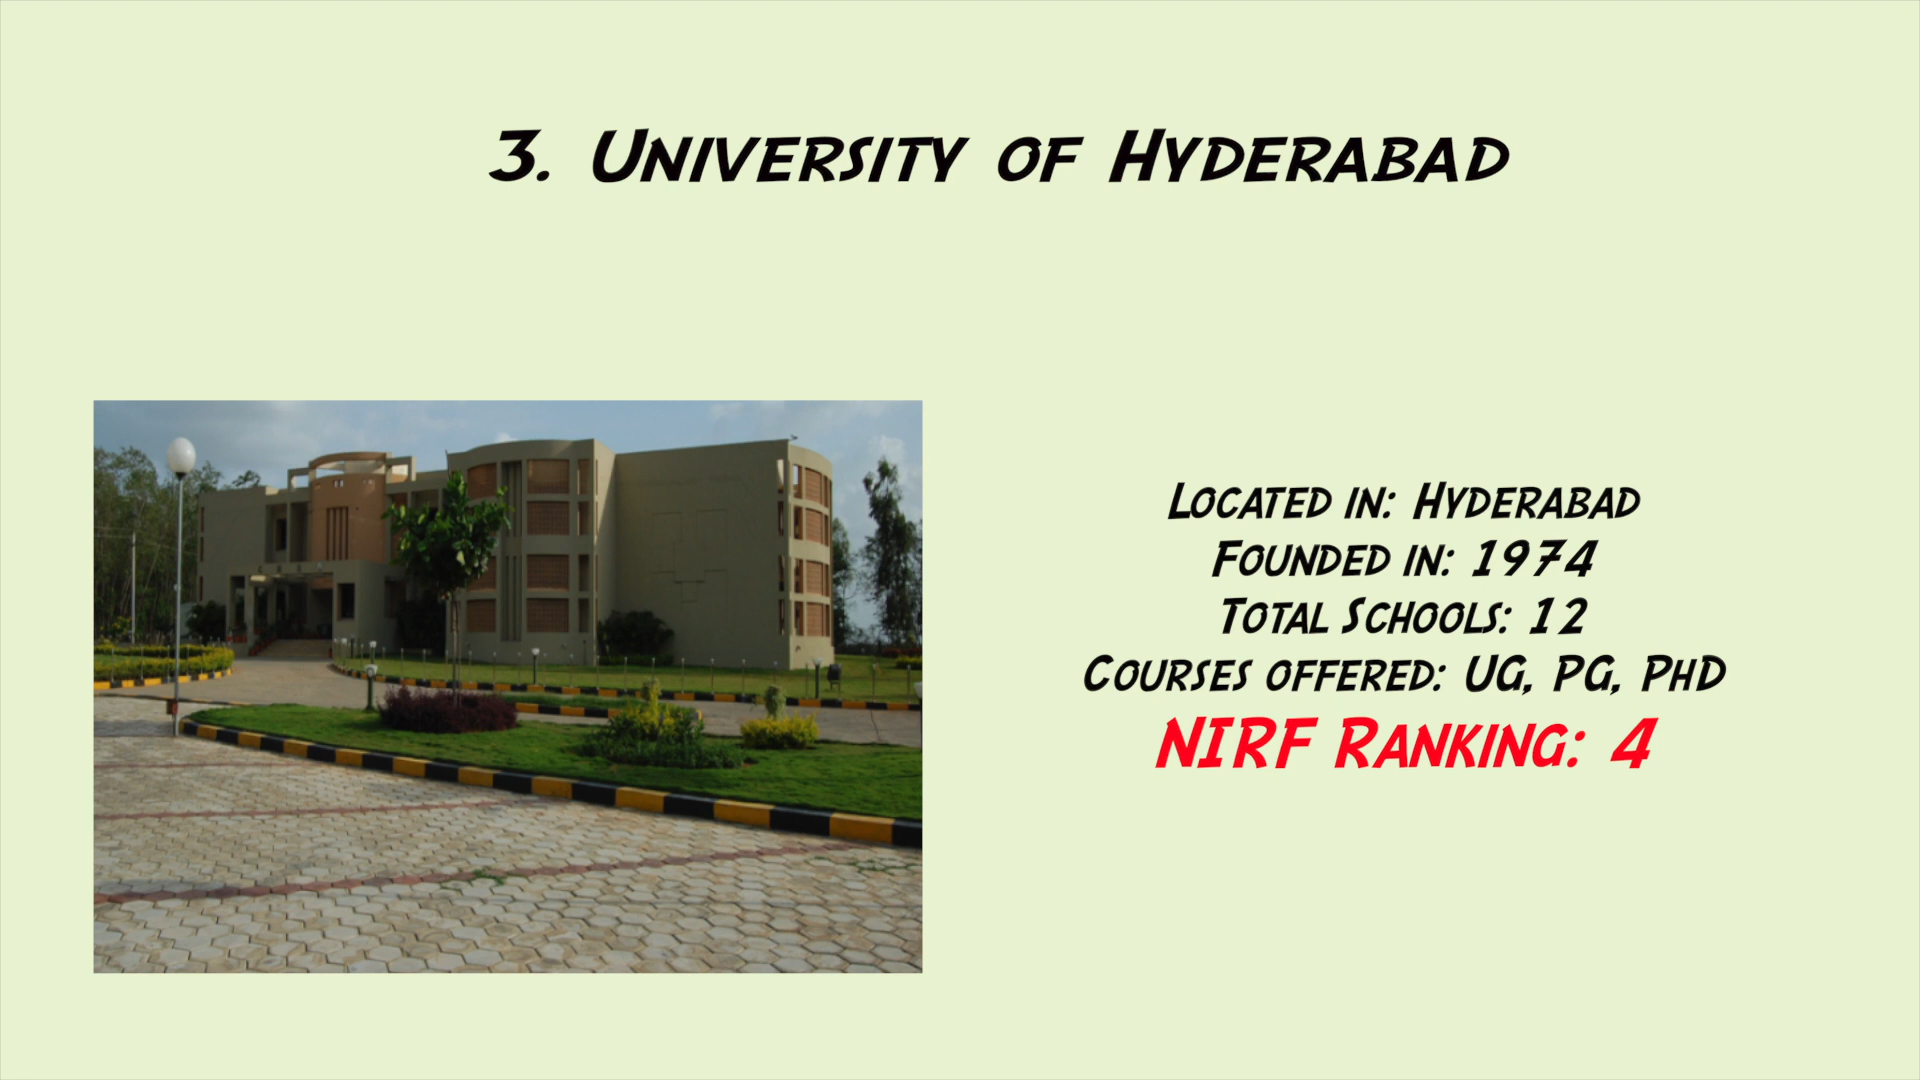 3. University of Hyderabad
Located in: Hyderabad
Founded in: 1974
Total Schools: 12
Courses offered: UG, PG, PhD
NIRF Ranking: 4